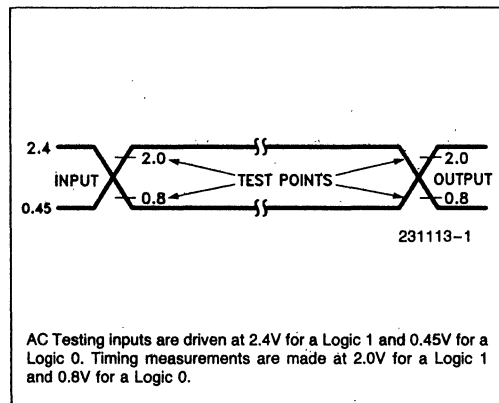 2.4
2.0
2.0
INPUT
TEST POINTS
OUTPUT
0.8
0.8
0.45
231113-1
AC Testing inputs are driven at 2.4V for a Logic 1 and 0.45V for a
Logic 0. Timing measurements are made at 2.0V for a Logic 1
and 0.8V for a Logic 0.